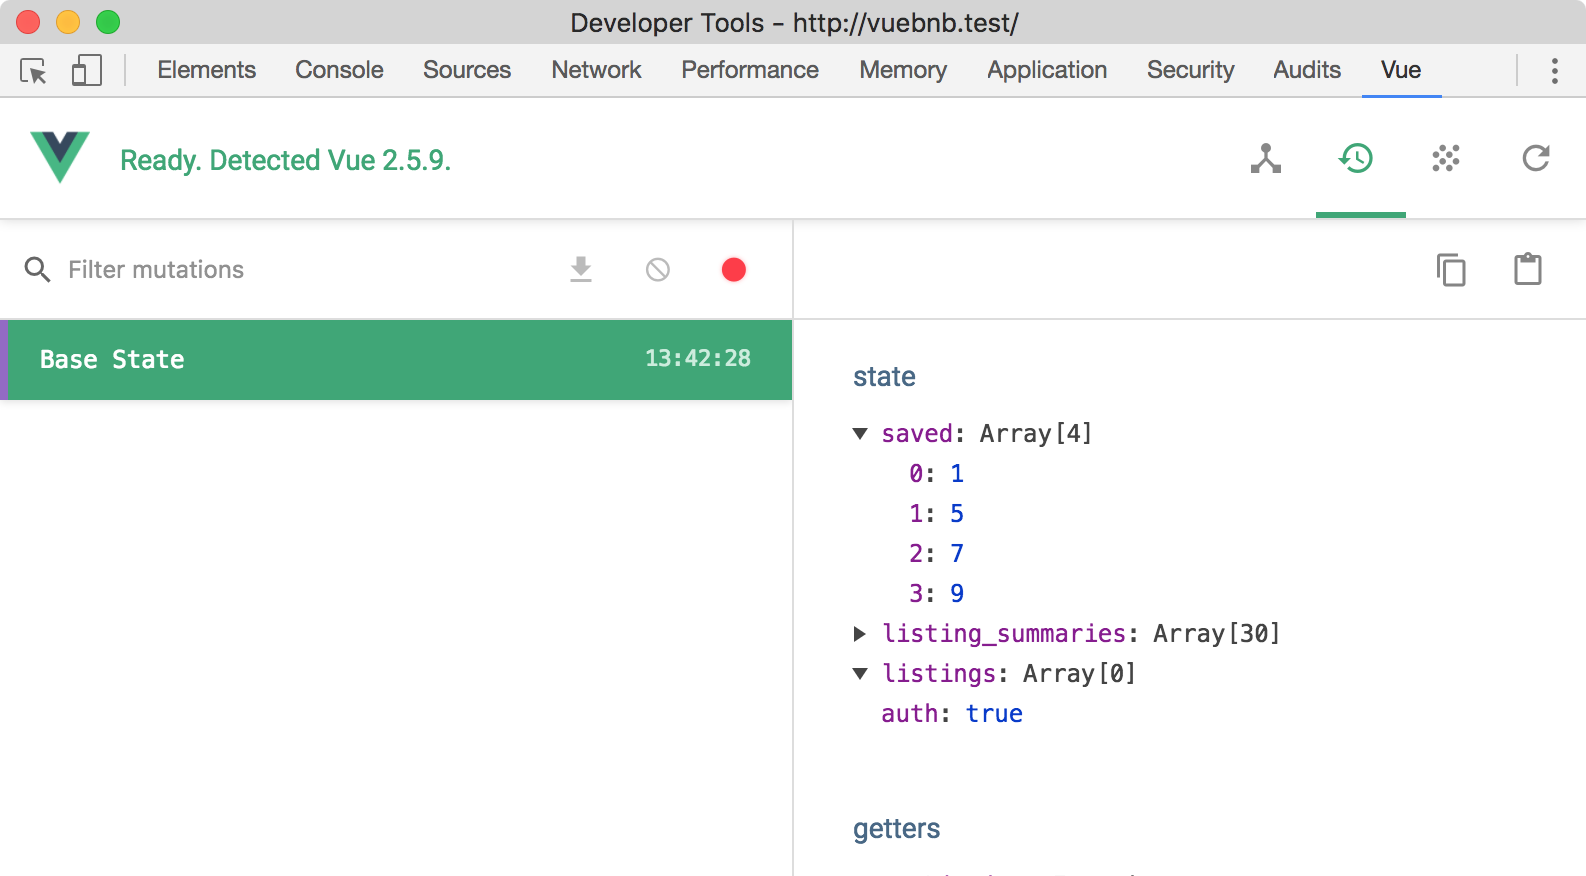 Developer Tools - http://vuebnb.test/
Elements Console Sources Network Performance Memory Application Security Audits Vue
Ready. Detected Vue 2.5.9.
Filter mutations
Base State 13:42:28
state
saved: Array[4]
0: 1
1: 5
2: 7
3: 9
listing_summaries: Array[30]
listings: Array[0]
auth: true
getters